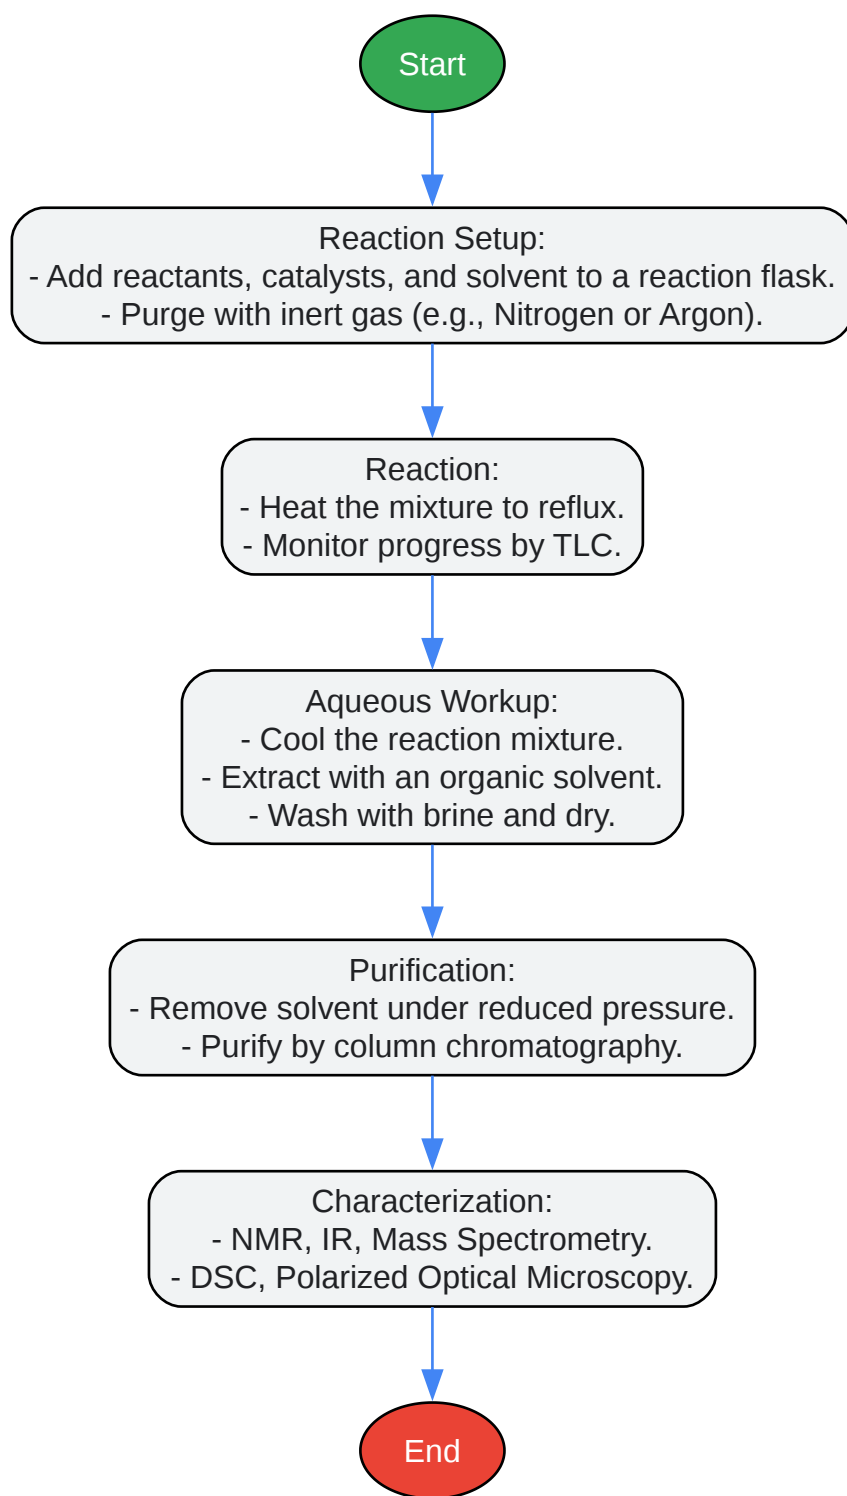 Start
Reaction Setup:
- Add reactants, catalysts, and solvent to a reaction flask.
- Purge with inert gas (e.g., Nitrogen or Argon).
Reaction:
- Heat the mixture to reflux.
- Monitor progress by TLC.
Aqueous Workup:
- Cool the reaction mixture.
- Extract with an organic solvent.
- Wash with brine and dry.
Purification:
- Remove solvent under reduced pressure.
- Purify by column chromatography.
Characterization:
- NMR, IR, Mass Spectrometry.
- DSC, Polarized Optical Microscopy.
End